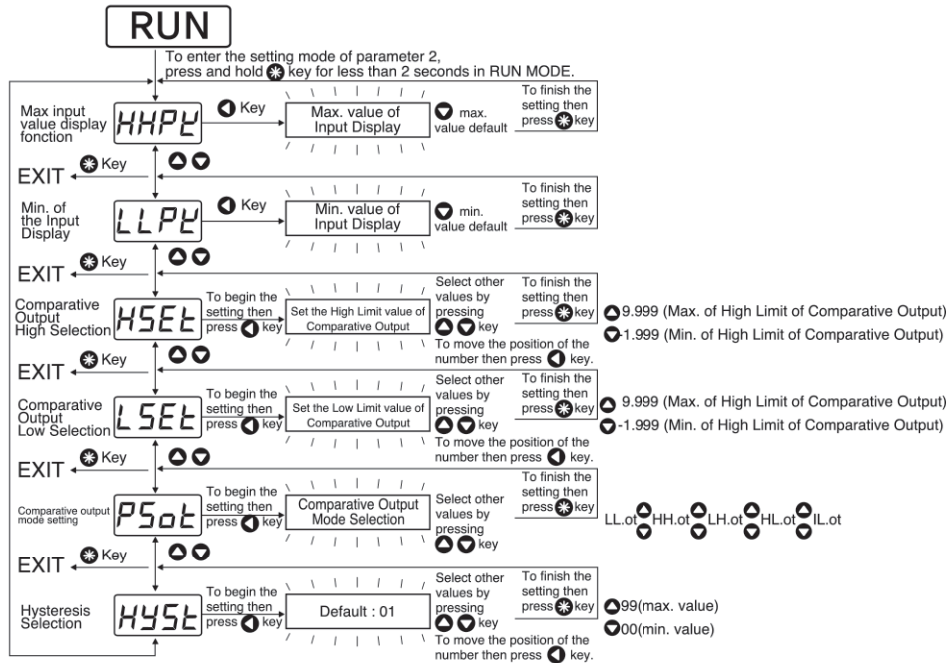 RUN
To enter the setting mode of parameter 2,
press and hold key for less than 2 seconds in RUN MODE.
Max input
value display
fonction
HHPt
Key
Max. value of
Input Display
max.
value default
To finish the
setting then
press key
EXIT
Key
Min. of
the Input
Display
LLPt
Key
Min. value of
Input Display
min.
value default
To finish the
setting then
press key
EXIT
Key
Comparative
Output
High Selection
HSEt
To begin the
setting then
press key
Set the High Limit value of
Comparative Output
Select other
values by
pressing
key
To move the position of the
number then press key.
To finish the
setting then
press key
9.999 (Max. of High Limit of Comparative Output)
-1.999 (Min. of High Limit of Comparative Output)
EXIT
Key
Comparative
Output
Low Selection
LSEt
To begin the
setting then
press key
Set the Low Limit value of
Comparative Output
Select other
values by
pressing
key
To move the position of the
number then press key.
To finish the
setting then
press key
9.999 (Max. of High Limit of Comparative Output)
-1.999 (Min. of High Limit of Comparative Output)
EXIT
Key
Comparative output
mode setting
PSot
To begin the
setting then
press key
Comparative Output
Mode Selection
Select other
values by
pressing
key
To finish the
setting then
press key
LL.ot HH.ot LH.ot HL.ot IL.ot
EXIT
Key
Hysteresis
Selection
HYSt
To begin the
setting then
press key
Default : 01
Select other
values by
pressing
key
To move the position of the
number then press key.
To finish the
setting then
press key
99(max. value)
00(min. value)